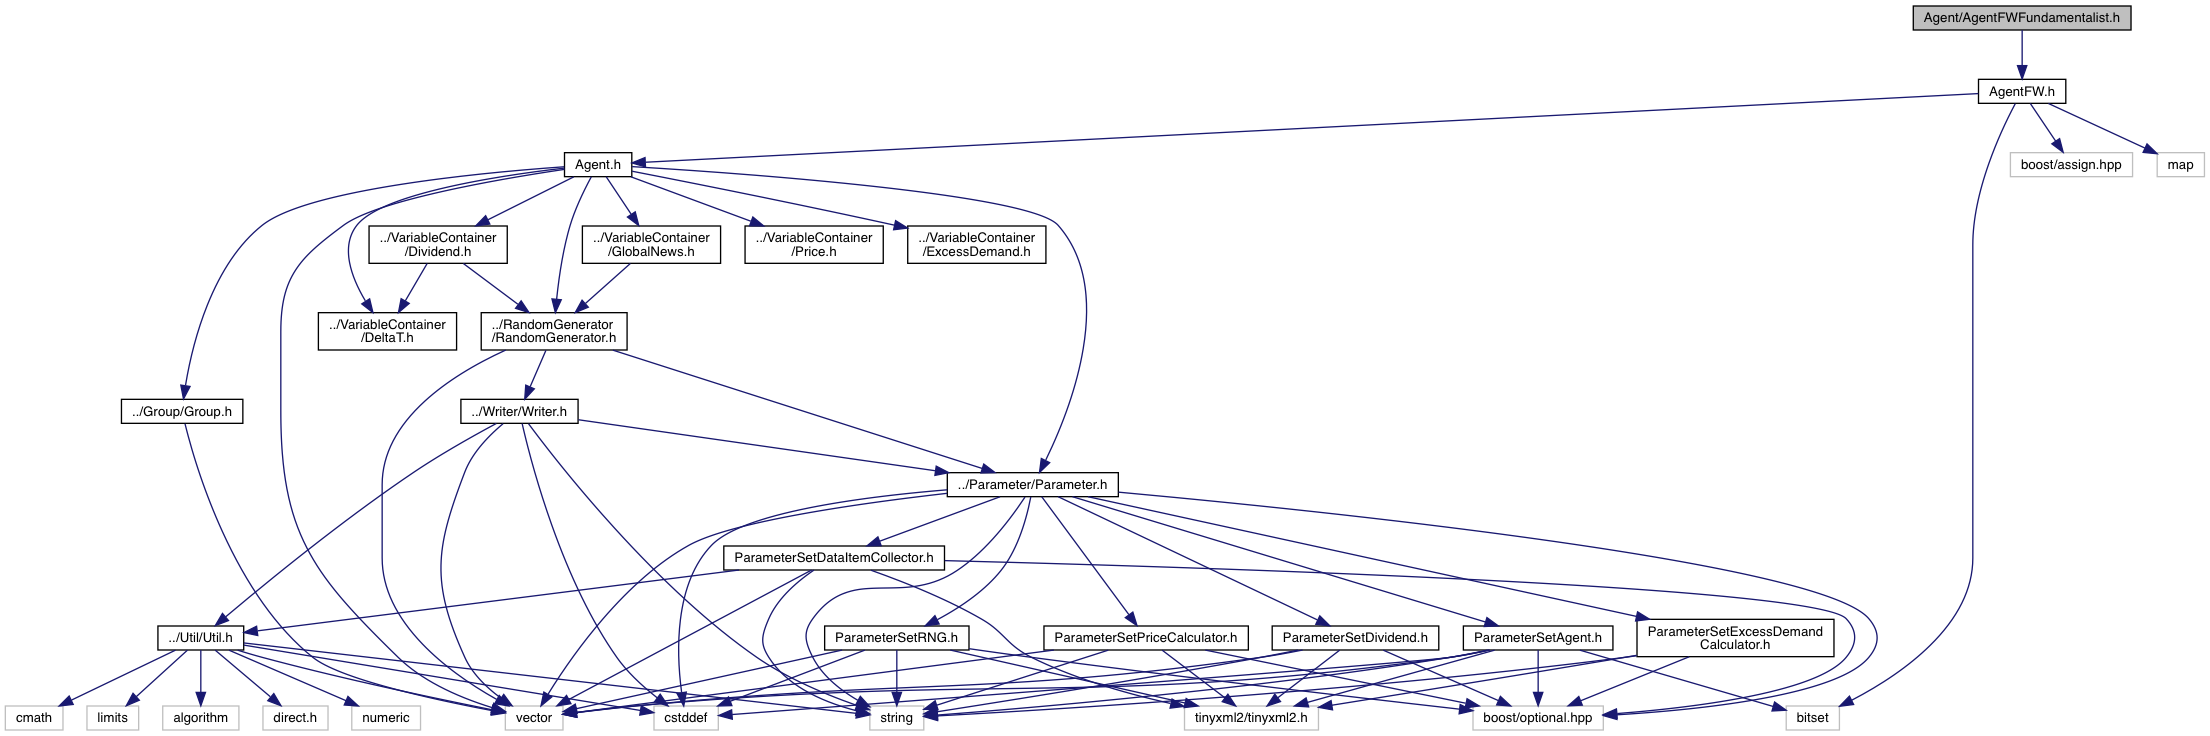 Agent/AgentFWFundamentalist.h
AgentFW.h
Agent.h
boost/assign.hpp
map
../VariableContainer
/Dividend.h
../VariableContainer
/GlobalNews.h
../VariableContainer
/Price.h
../VariableContainer
/ExcessDemand.h
../VariableContainer
/DeltaT.h
../RandomGenerator
/RandomGenerator.h
../Group/Group.h
../Writer/Writer.h
../Parameter/Parameter.h
ParameterSetDataItemCollector.h
../Util/Util.h
ParameterSetRNG.h
ParameterSetPriceCalculator.h
ParameterSetDividend.h
ParameterSetAgent.h
ParameterSetExcessDemand
Calculator.h
cmath
limits
algorithm
direct.h
numeric
vector
cstddef
string
tinyxml2/tinyxml2.h
boost/optional.hpp
bitset